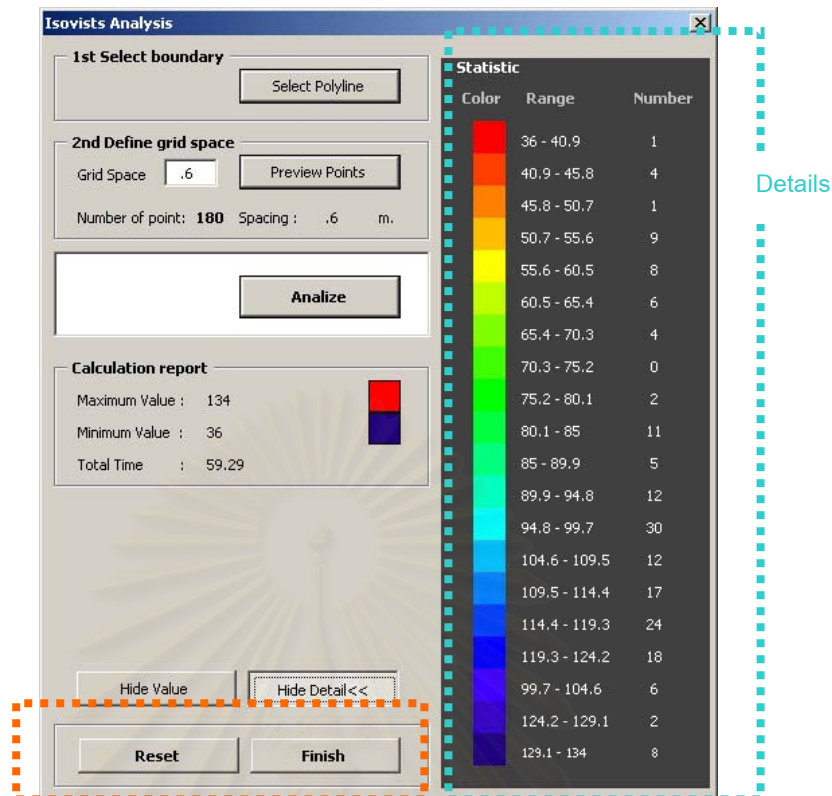 Isovists Analysis
1st Select boundary
Select Polyline
2nd Define grid space
Grid Space .6 Preview Points
Number of point: 180 Spacing : .6 m.
Analize
Calculation report
Maximum Value : 134
Minimum Value : 36
Total Time : 59.29
Hide Value Hide Detail<<
Reset Finish
Statistic
Color Range Number
36 - 40.9 1
40.9 - 45.8 4
45.8 - 50.7 1
50.7 - 55.6 9
55.6 - 60.5 8
60.5 - 65.4 6
65.4 - 70.3 4
70.3 - 75.2 0
75.2 - 80.1 2
80.1 - 85 11
85 - 89.9 5
89.9 - 94.8 12
94.8 - 99.7 30
104.6 - 109.5 12
109.5 - 114.4 17
114.4 - 119.3 24
119.3 - 124.2 18
99.7 - 104.6 6
124.2 - 129.1 2
129.1 - 134 8
Details